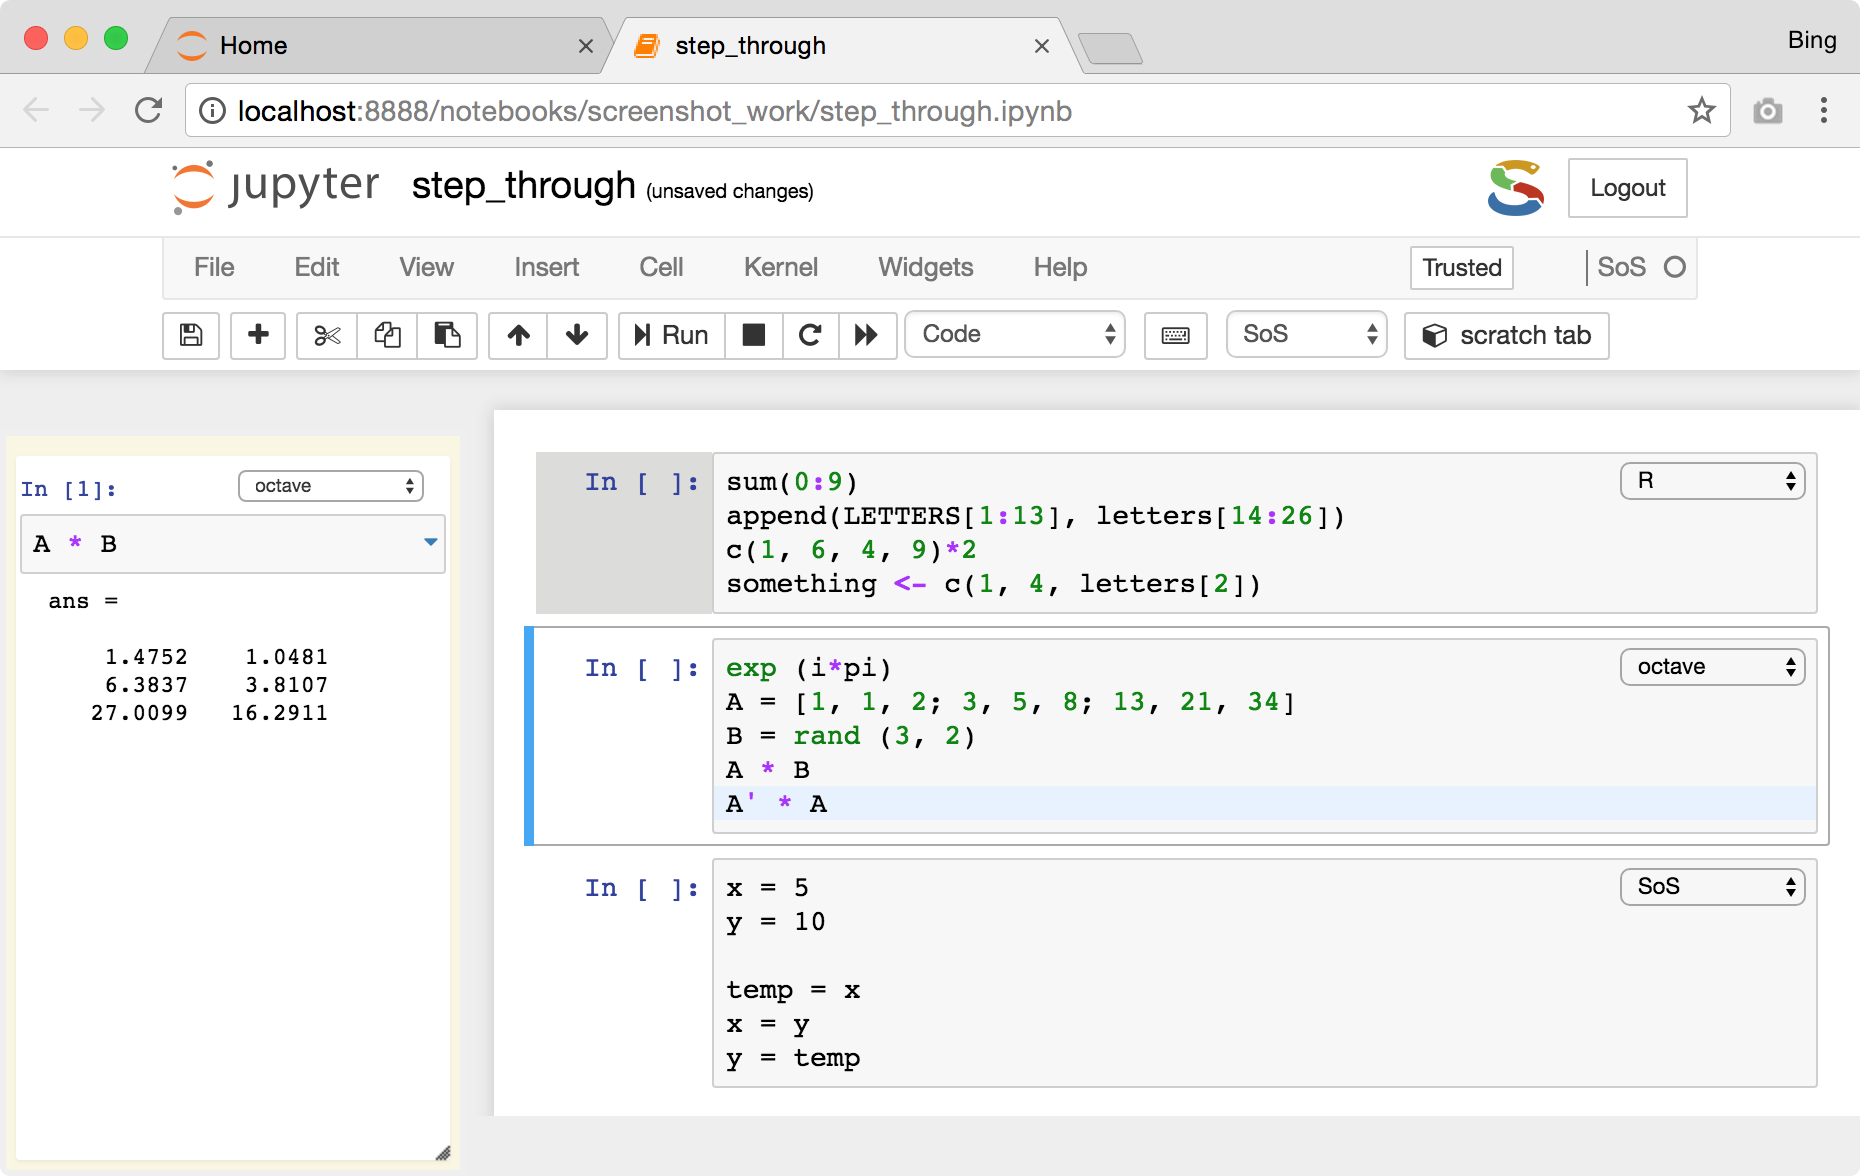 Home
step_through
Bing
localhost:8888/notebooks/screenshot_work/step_through.ipynb
jupyter step_through (unsaved changes)
Logout
File Edit View Insert Cell Kernel Widgets Help Trusted SoS
Run Code SoS scratch tab
In [1]: octave
A * B
ans =
1.4752 1.0481
6.3837 3.8107
27.0099 16.2911
In [ ]: sum(0:9) R
append(LETTERS[1:13], letters[14:26])
c(1, 6, 4, 9)*2
something <- c(1, 4, letters[2])
In [ ]: exp (i*pi) octave
A = [1, 1, 2; 3, 5, 8; 13, 21, 34]
B = rand (3, 2)
A * B
A' * A
In [ ]: x = 5 SoS
y = 10
temp = x
x = y
y = temp